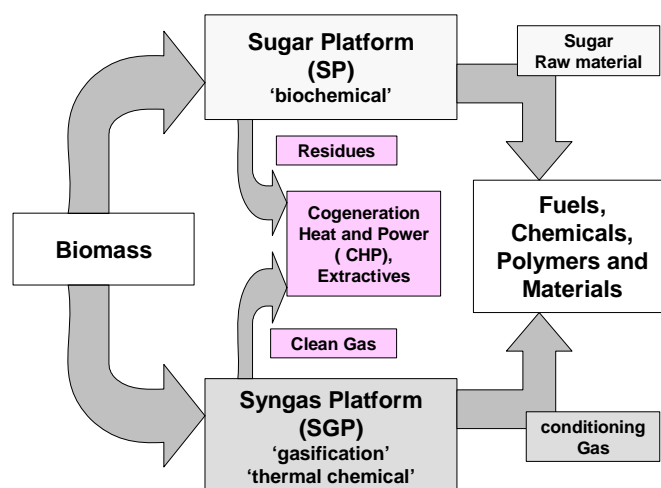 Sugar Platform
(SP)
‘biochemical’
Sugar
Raw material
Residues
Biomass
Cogeneration
Heat and Power
( CHP),
Extractives
Fuels,
Chemicals,
Polymers and
Materials
Clean Gas
Syngas Platform
(SGP)
‘gasification’
‘thermal chemical’
conditioning
Gas